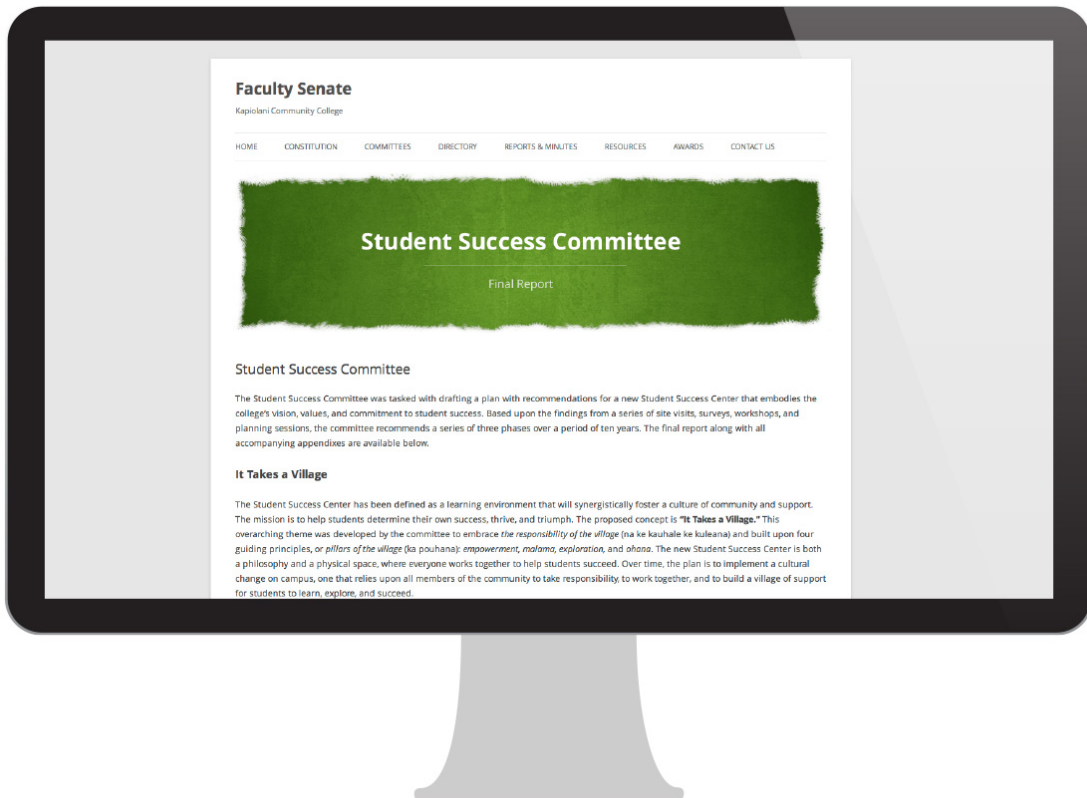 Faculty Senate
Kapiolani Community College
HOME CONSTITUTION COMMITTEES DIRECTORY REPORTS & MINUTES RESOURCES AWARDS CONTACT US
Student Success Committee
Final Report
Student Success Committee
The Student Success Committee was tasked with drafting a plan with recommendations for a new Student Success Center that embodies the
college's vision, values, and commitment to student success. Based upon the findings from a series of site visits, surveys, workshops, and
planning sessions, the committee recommends a series of three phases over a period of ten years. The final report along with all
accompanying appendixes are available below.
It Takes a Village
The Student Success Center has been defined as a learning environment that will synergistically foster a culture of community and support.
The mission is to help students determine their own success, thrive, and triumph. The proposed concept is "It Takes a Village." This
overarching theme was developed by the committee to embrace the responsibility of the village (na ke kauhale ke kuleana) and built upon four
guiding principles, or pillars of the village (ka pouhana): empowerment, malama, exploration, and ohana. The new Student Success Center is both
a philosophy and a physical space, where everyone works together to help students succeed. Over time, the plan is to implement a cultural
change on campus, one that relies upon all members of the community to take responsibility, to work together, and to build a village of support
for students to learn, explore, and succeed.